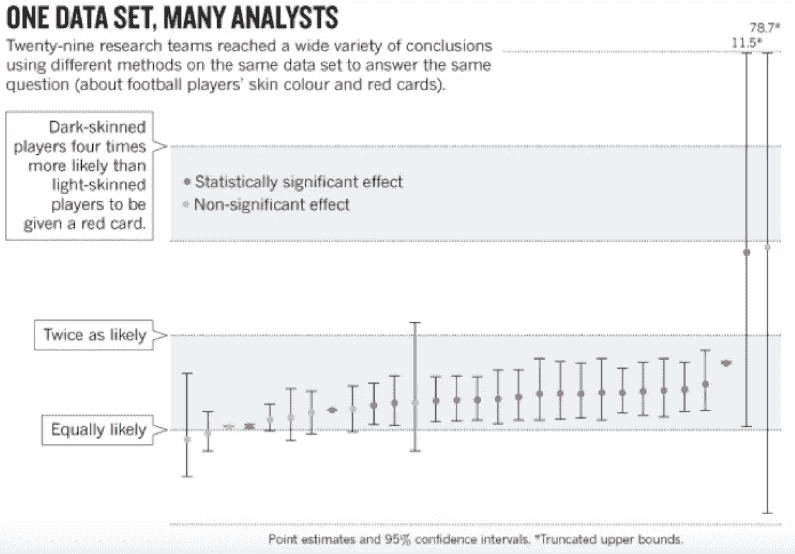 ONE DATA SET, MANY ANALYSTS
Twenty-nine research teams reached a wide variety of conclusions
using different methods on the same data set to answer the same
question (about football players' skin colour and red cards).
78.7*
11.5*
Dark-skinned
players four times
more likely than
light-skinned
players to be
given a red card.
Statistically significant effect
Non-significant effect
Twice as likely
Equally likely
Point estimates and 95% confidence intervals. *Truncated upper bounds.